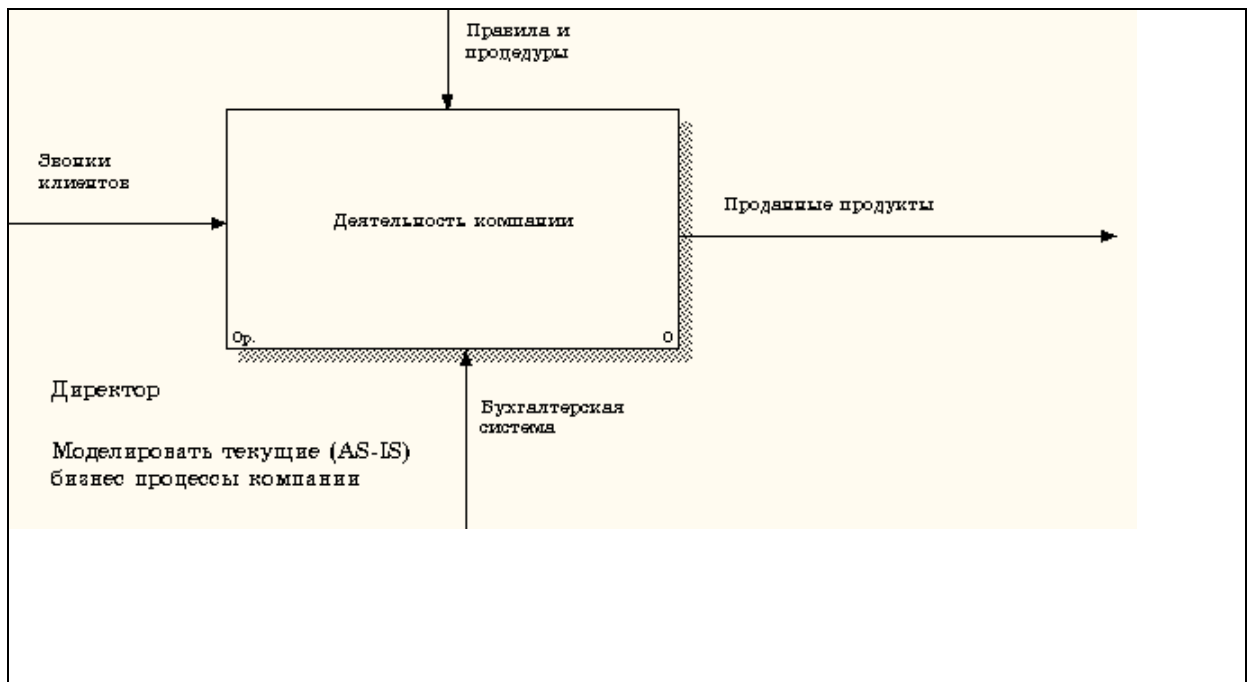 Правила и
процедуры
Звонки
клиентов
Деятельность компании
Проданные продукты
0р. 0
Директор
Бухгалтерская
система
Моделировать текущие (AS-IS)
бизнес процессы компании